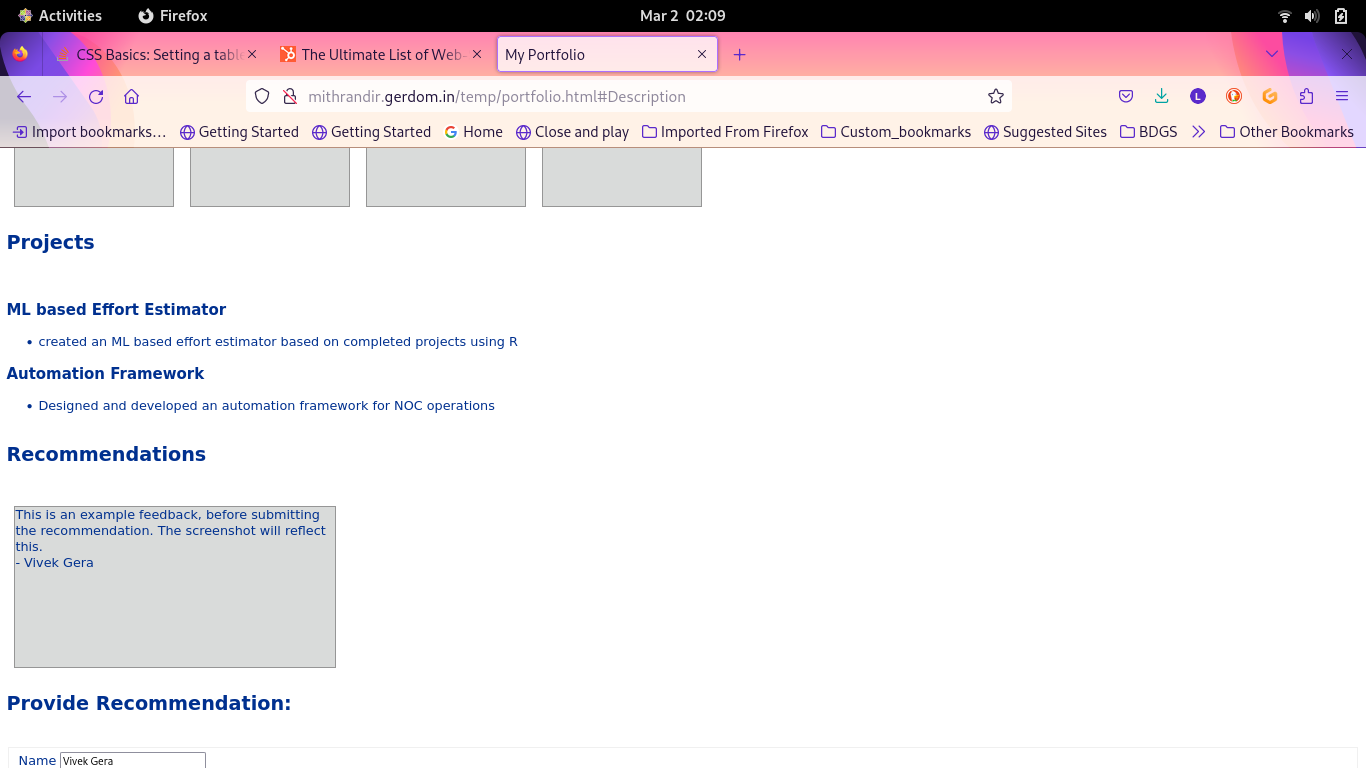 Activities Firefox Mar 2 02:09
CSS Basics: Setting a table The Ultimate List of Web- My Portfolio
mithrandir.gerdom.in/temp/portfolio.html#Description
Import bookmarks... Getting Started Getting Started Home Close and play Imported From Firefox Custom_bookmarks Suggested Sites BDGS Other Bookmarks
Projects
ML based Effort Estimator
• created an ML based effort estimator based on completed projects using R
Automation Framework
• Designed and developed an automation framework for NOC operations
Recommendations
This is an example feedback, before submitting
the recommendation. The screenshot will reflect
this.
- Vivek Gera
Provide Recommendation:
Name Vivek Gera